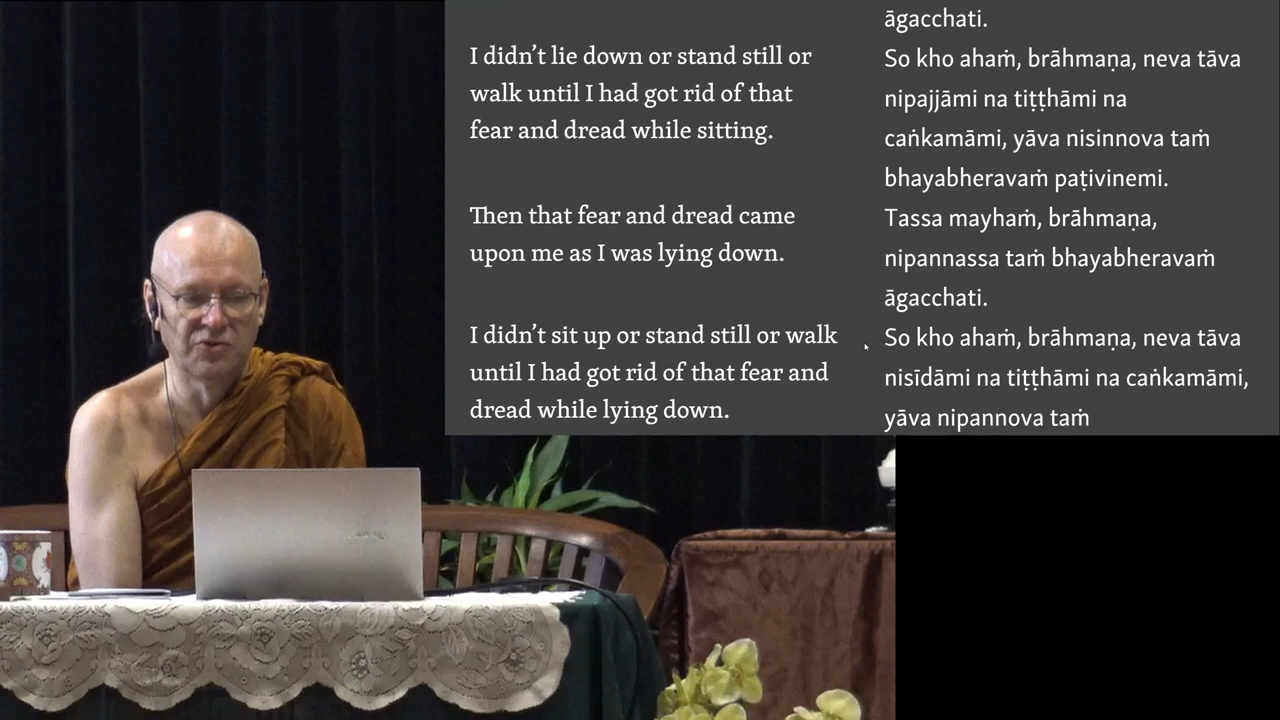 I didn’t lie down or stand still or
walk until I had got rid of that
fear and dread while sitting.
Then that fear and dread came
upon me as I was lying down.
I didn’t sit up or stand still or walk
until I had got rid of that fear and
dread while lying down.
āgacchati.
So kho ahaṁ, brāhmaṇa, neva tāva
nipajjāmi na tiṭṭhāmi na
caṅkamāmi, yāva nisinnova taṁ
bhayabheravaṁ paṭivinemi.
Tassa mayhaṁ, brāhmaṇa,
nipannassa taṁ bhayabheravaṁ
āgacchati.
So kho ahaṁ, brāhmaṇa, neva tāva
nisīdāmi na tiṭṭhāmi na caṅkamāmi,
yāva nipannova taṁ